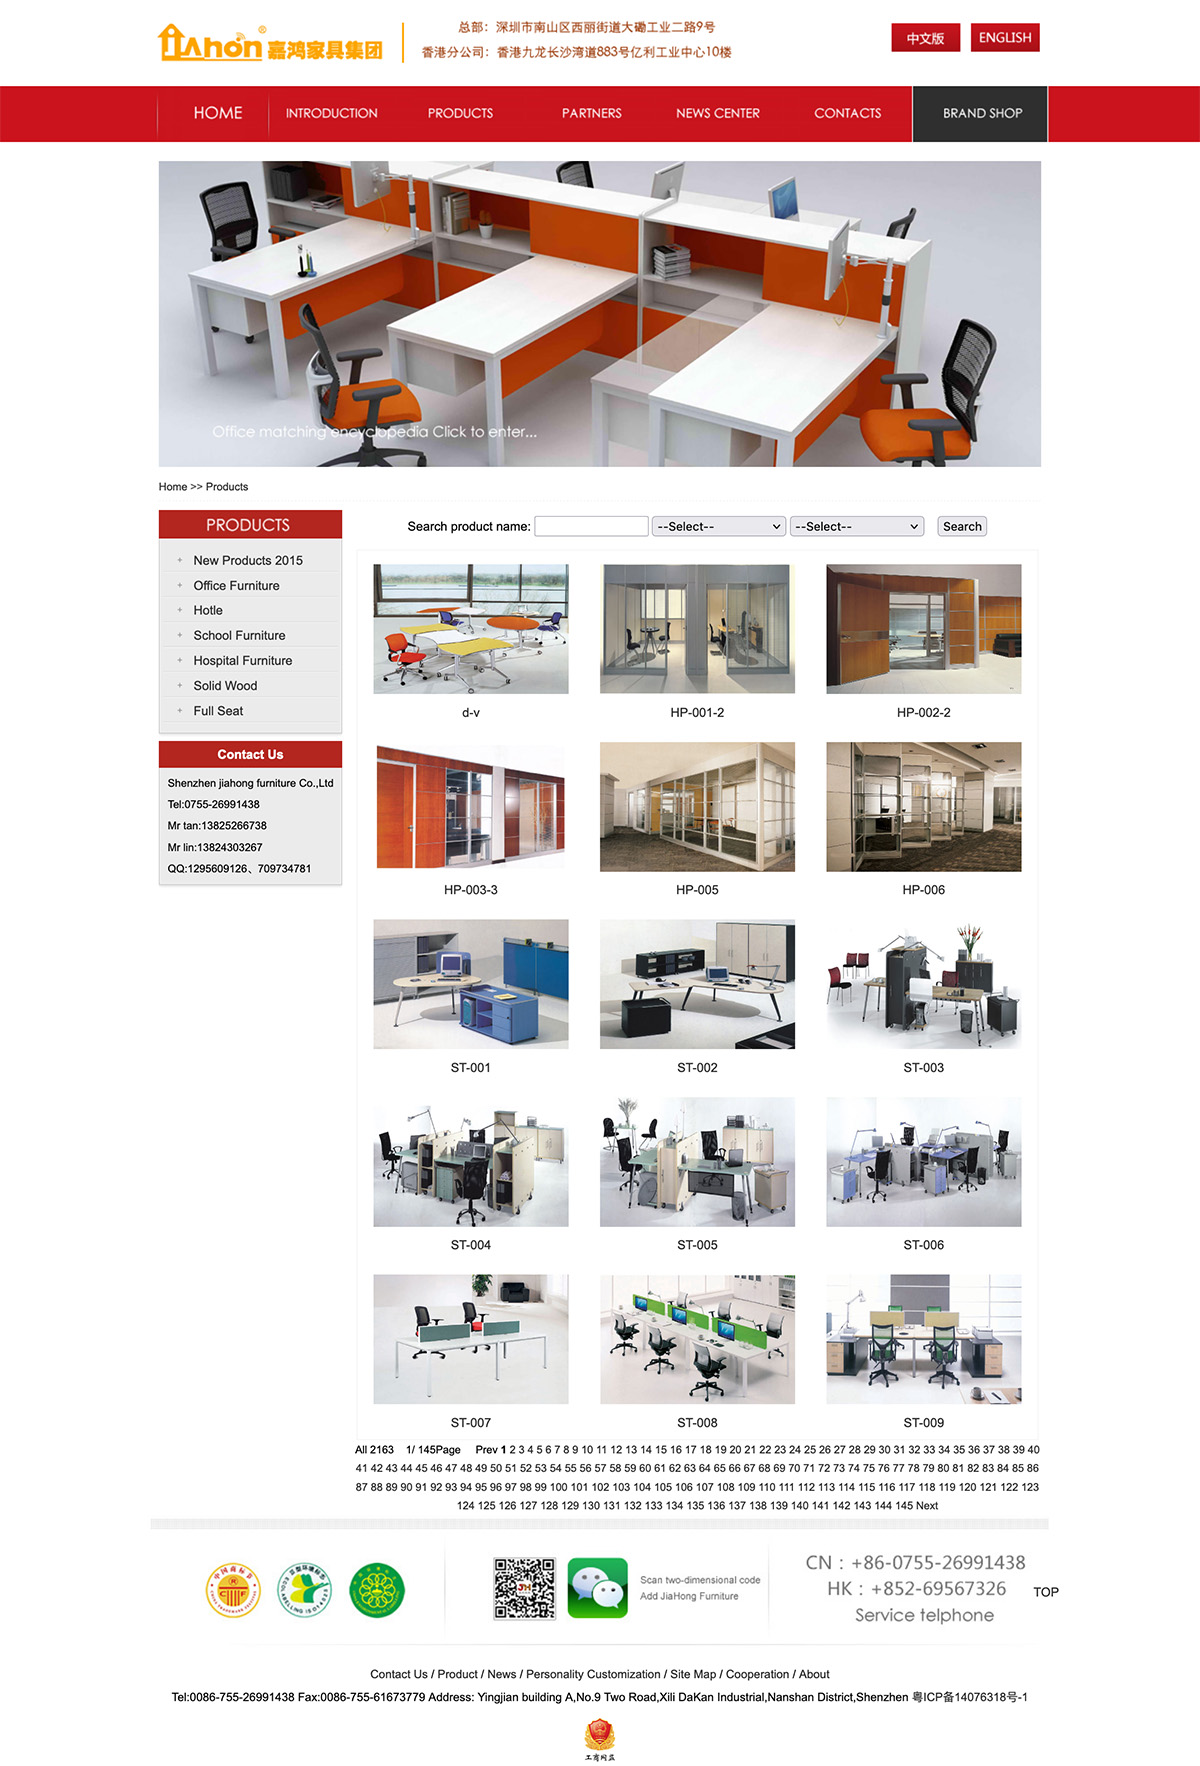 JiAhon® 嘉鸿家具集团
总部：深圳市南山区西丽街道大磡工业二路9号
香港分公司：香港九龙长沙湾道883号亿利工业中心10楼
中文版 ENGLISH
HOME INTRODUCTION PRODUCTS PARTNERS NEWS CENTER CONTACTS BRAND SHOP
Office matching encyclopedia Click to enter...
Home >> Products
PRODUCTS
New Products 2015
Office Furniture
Hotle
School Furniture
Hospital Furniture
Solid Wood
Full Seat
Contact Us
Shenzhen jiahong furniture Co.,Ltd
Tel:0755-26991438
Mr tan:13825266738
Mr lin:13824303267
QQ:1295609126、709734781
Search product name: --Select-- --Select-- Search
d-v HP-001-2 HP-002-2
HP-003-3 HP-005 HP-006
ST-001 ST-002 ST-003
ST-004 ST-005 ST-006
ST-007 ST-008 ST-009
All 2163 1/ 145Page Prev 1 2 3 4 5 6 7 8 9 10 11 12 13 14 15 16 17 18 19 20 21 22 23 24 25 26 27 28 29 30 31 32 33 34 35 36 37 38 39 40
41 42 43 44 45 46 47 48 49 50 51 52 53 54 55 56 57 58 59 60 61 62 63 64 65 66 67 68 69 70 71 72 73 74 75 76 77 78 79 80 81 82 83 84 85 86
87 88 89 90 91 92 93 94 95 96 97 98 99 100 101 102 103 104 105 106 107 108 109 110 111 112 113 114 115 116 117 118 119 120 121 122 123
124 125 126 127 128 129 130 131 132 133 134 135 136 137 138 139 140 141 142 143 144 145 Next
中国商标节
JH
Scan two-dimensional code
Add JiaHong Furniture
CN：+86-0755-26991438
HK：+852-69567326
Service telphone
TOP
Contact Us / Product / News / Personality Customization / Site Map / Cooperation / About
Tel:0086-755-26991438 Fax:0086-755-61673779 Address: Yingjian building A,No.9 Two Road,Xili DaKan Industrial,Nanshan District,Shenzhen 粤ICP备14076318号-1
工商网监